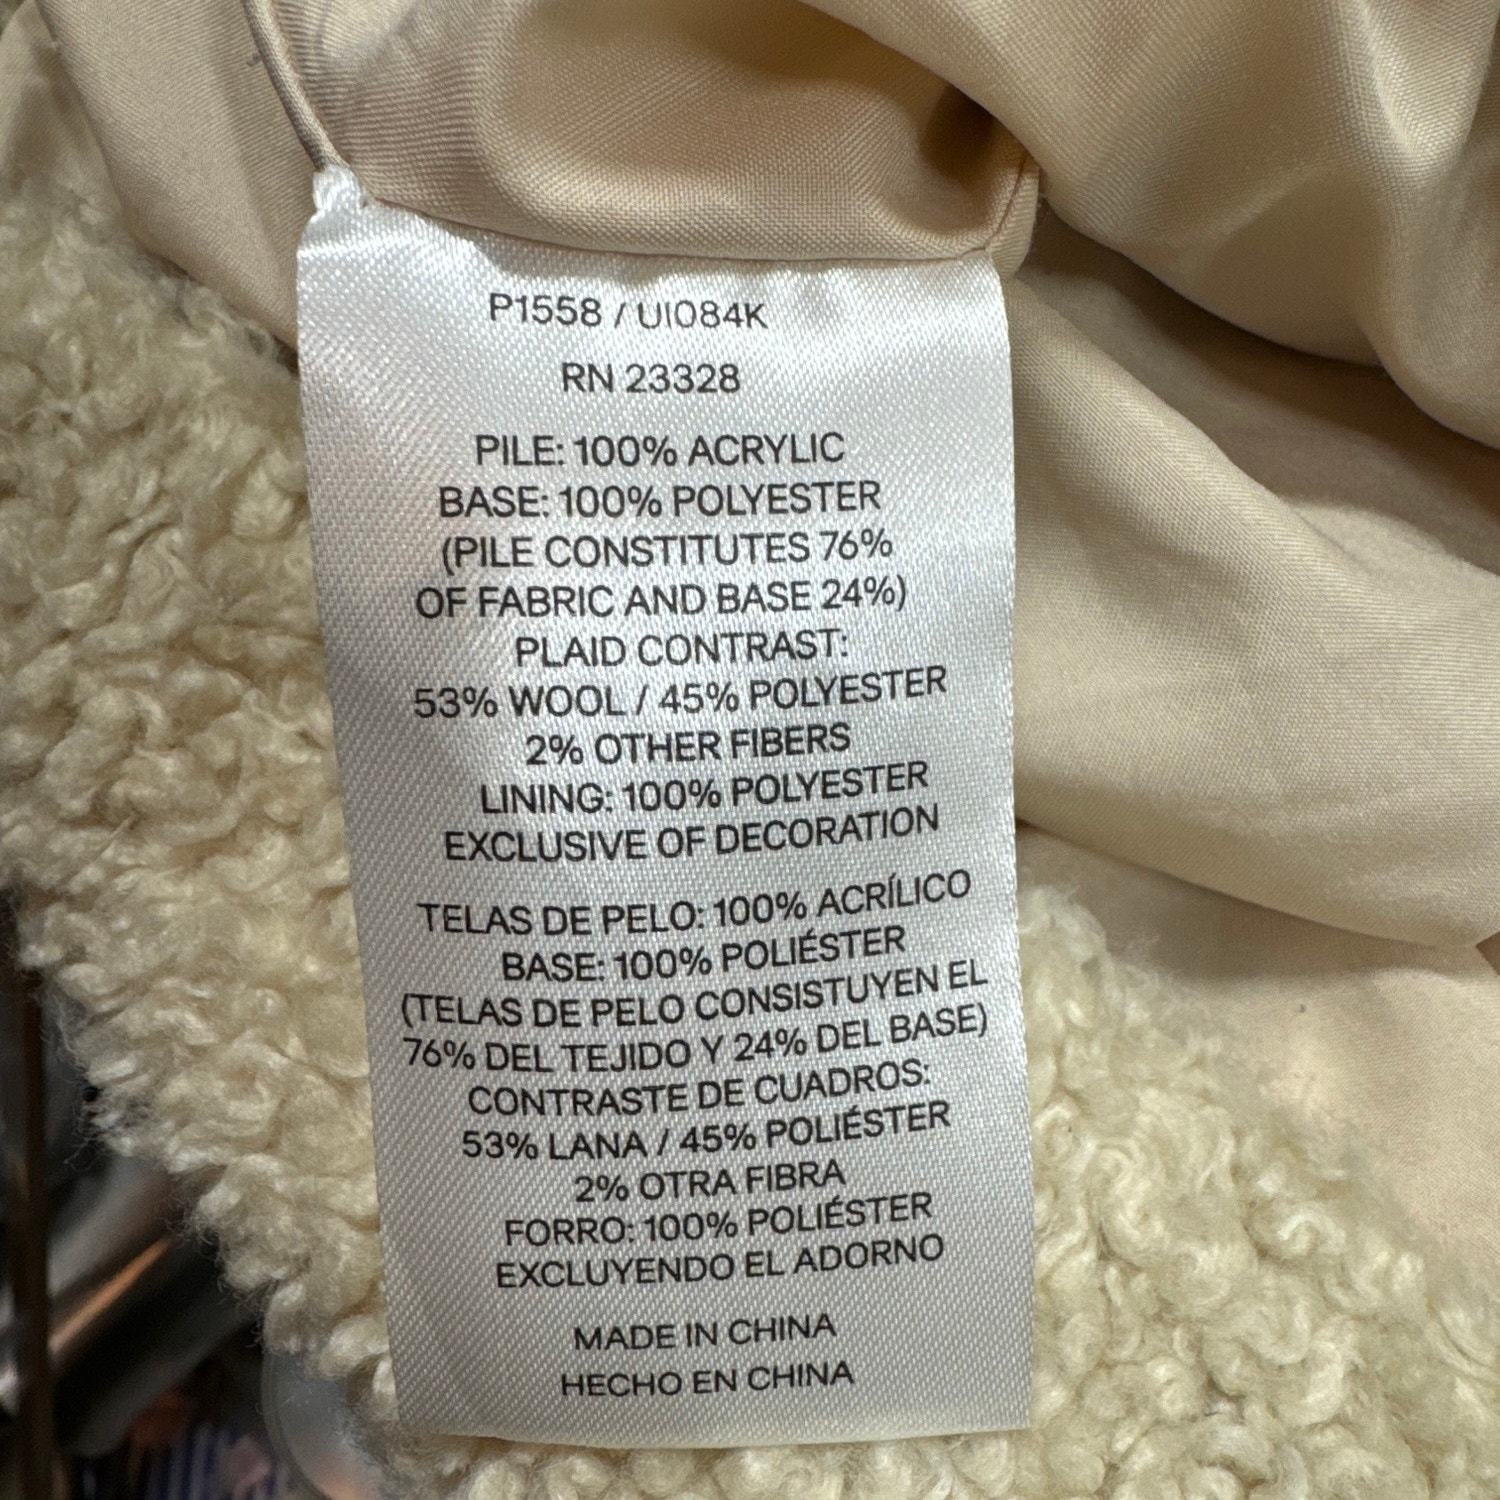 P1558 / UI084K
RN 23328
PILE: 100% ACRYLIC
BASE: 100% POLYESTER
(PILE CONSTITUTES 76%
OF FABRIC AND BASE 24%)
PLAID CONTRAST:
53% WOOL / 45% POLYESTER
2% OTHER FIBERS
LINING: 100% POLYESTER
EXCLUSIVE OF DECORATION
TELAS DE PELO: 100% ACRÍLICO
BASE: 100% POLIÉSTER
(TELAS DE PELO CONSISTUYEN EL
76% DEL TEJIDO Y 24% DEL BASE)
CONTRASTE DE CUADROS:
53% LANA / 45% POLIÉSTER
2% OTRA FIBRA
FORRO: 100% POLIÉSTER
EXCLUYENDO EL ADORNO
MADE IN CHINA
HECHO EN CHINA